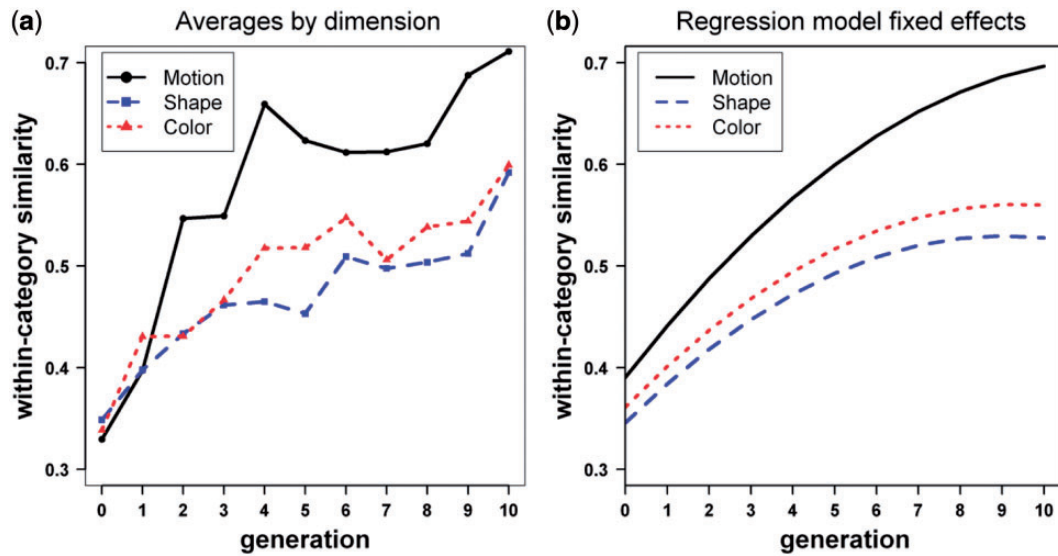 (a) Averages by dimension
within-category similarity
0.7
0.6
0.5
0.4
0.3
Motion
Shape
Color
0 1 2 3 4 5 6 7 8 9 10
generation
(b) Regression model fixed effects
within-category similarity
0.7
0.6
0.5
0.4
0.3
Motion
Shape
Color
0 1 2 3 4 5 6 7 8 9 10
generation